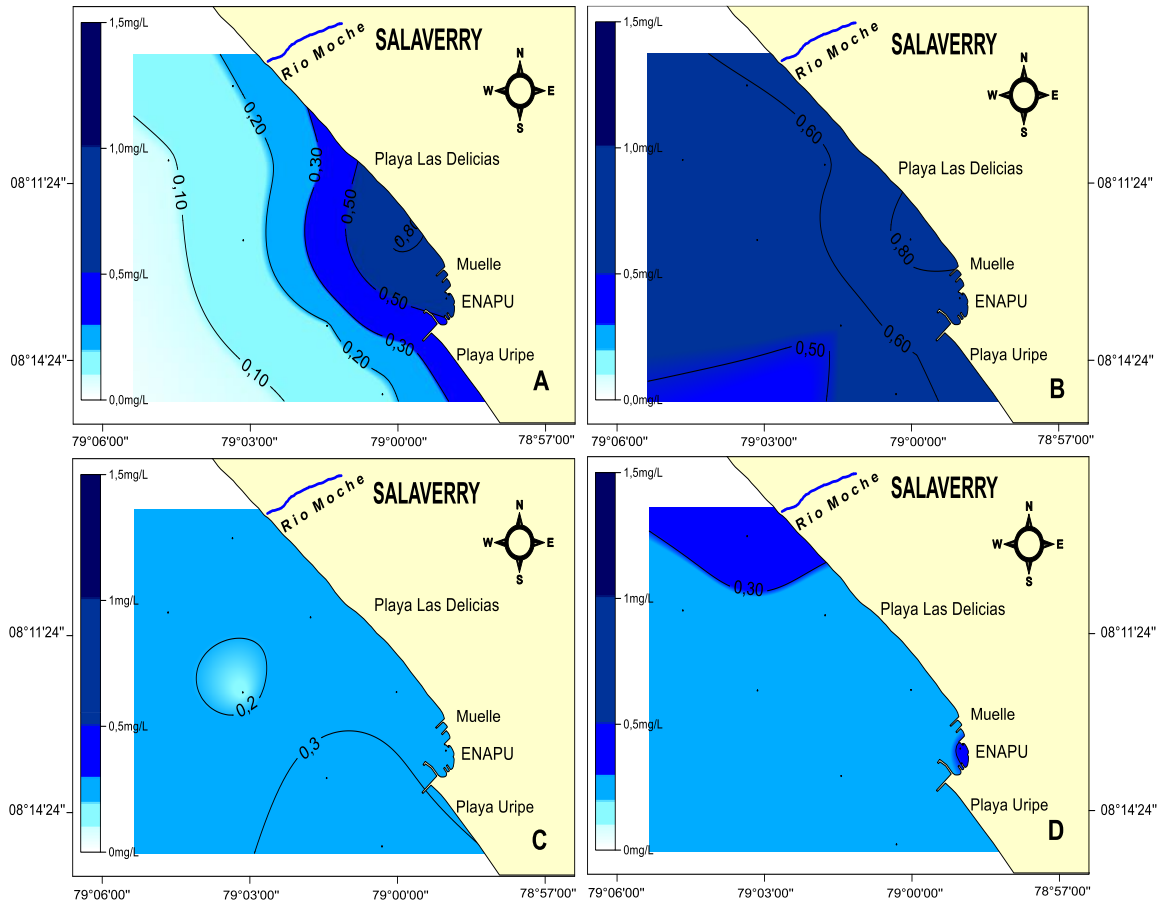 1,5mg/L
1,0mg/L
0,5mg/L
0,0mg/L
Rio Moche
SALAVERRY
N
W E
S
0,20
0,30
Playa Las Delicias
0,10
0,50
Muelle
0,50
ENAPU
0,30
0,20
Playa Uripe
0,10
A
08°11'24"
08°14'24"
79°06'00" 79°03'00" 79°00'00" 78°57'00"
1,5mg/L
1,0mg/L
0,5mg/L
0,0mg/L
Rio Moche
SALAVERRY
N
W E
S
0,60
Playa Las Delicias
0,80
Muelle
ENAPU
0,60
0,50
Playa Uripe
B
08°11'24"
08°14'24"
79°06'00" 79°03'00" 79°00'00" 78°57'00"
1,5mg/L
1mg/L
0,5mg/L
0mg/L
Rio Moche
SALAVERRY
N
W E
S
Playa Las Delicias
0,2
Muelle
0,3
ENAPU
Playa Uripe
C
08°11'24"
08°14'24"
79°06'00" 79°03'00" 79°00'00" 78°57'00"
1,5mg/L
1mg/L
0,5mg/L
0mg/L
Rio Moche
SALAVERRY
N
W E
S
0,30
Playa Las Delicias
Muelle
ENAPU
Playa Uripe
D
08°11'24"
08°14'24"
79°06'00" 79°03'00" 79°00'00" 78°57'00"